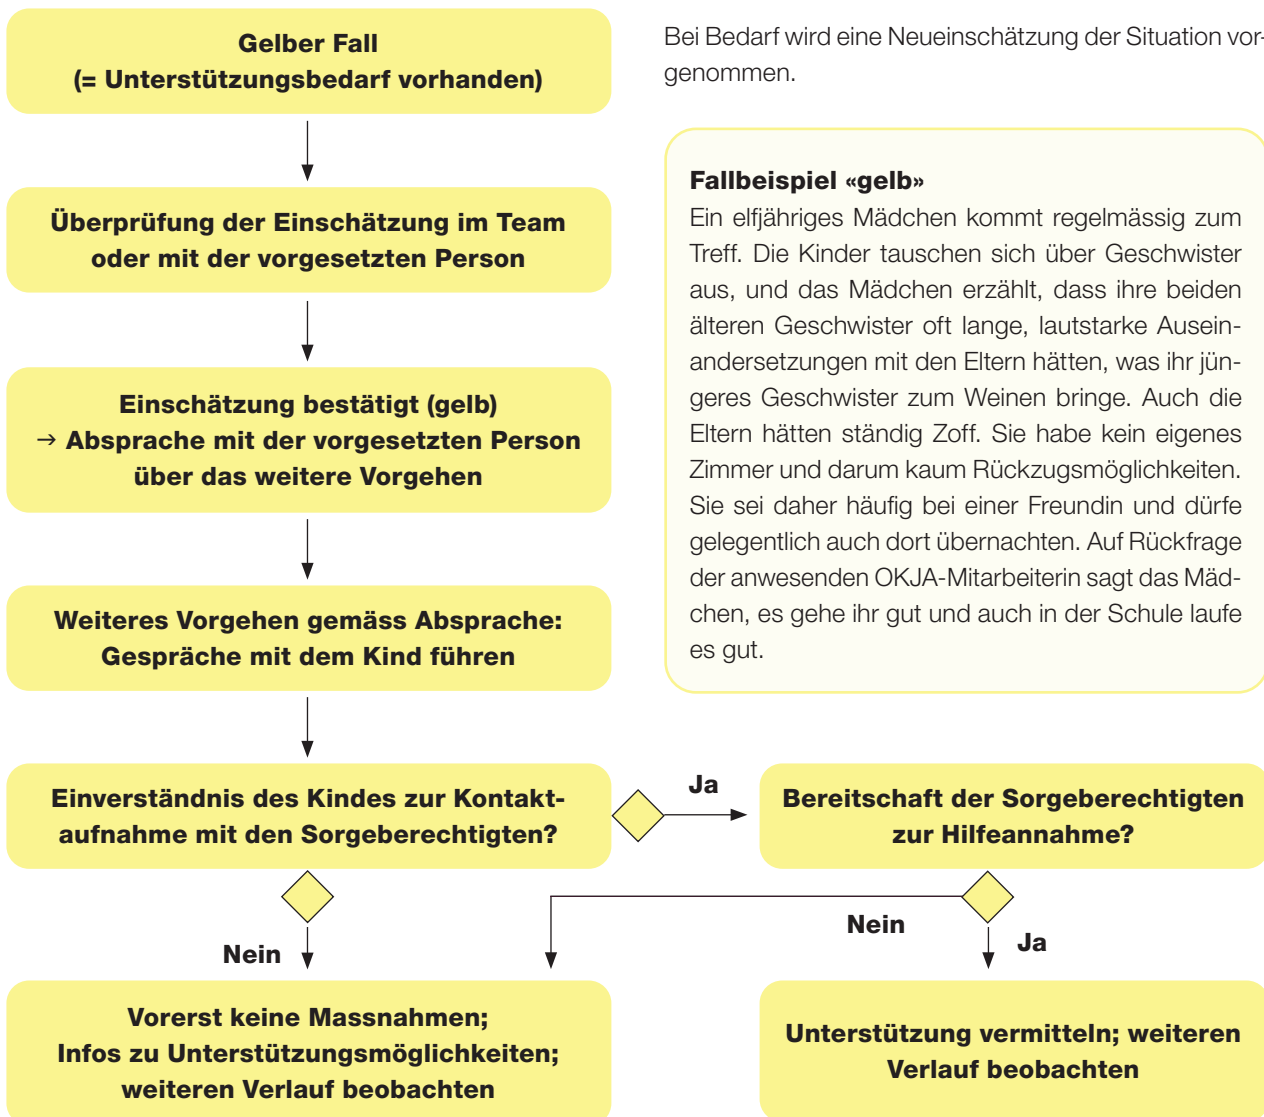 Gelber Fall
(= Unterstützungsbedarf vorhanden)
Überprüfung der Einschätzung im Team
oder mit der vorgesetzten Person
Einschätzung bestätigt (gelb)
→ Absprache mit der vorgesetzten Person
über das weitere Vorgehen
Weiteres Vorgehen gemäss Absprache:
Gespräche mit dem Kind führen
Bei Bedarf wird eine Neueinschätzung der Situation vor-
genommen.
Fallbeispiel «gelb»
Ein elfjähriges Mädchen kommt regelmässig zum
Treff. Die Kinder tauschen sich über Geschwister
aus, und das Mädchen erzählt, dass ihre beiden
älteren Geschwister oft lange, lautstarke Ausein-
andersetzungen mit den Eltern hätten, was ihr jün-
geres Geschwister zum Weinen bringe. Auch die
Eltern hätten ständig Zoff. Sie habe kein eigenes
Zimmer und darum kaum Rückzugsmöglichkeiten.
Sie sei daher häufig bei einer Freundin und dürfe
gelegentlich auch dort übernachten. Auf Rückfrage
der anwesenden OKJA-Mitarbeiterin sagt das Mäd-
chen, es gehe ihr gut und auch in der Schule laufe
es gut.
Einverständnis des Kindes zur Kontakt-
aufnahme mit den Sorgeberechtigten?
Ja
Bereitschaft der Sorgeberechtigten
zur Hilfeannahme?
Nein
Nein
Ja
Vorerst keine Massnahmen;
Infos zu Unterstützungsmöglichkeiten;
weiteren Verlauf beobachten
Unterstützung vermitteln; weiteren
Verlauf beobachten